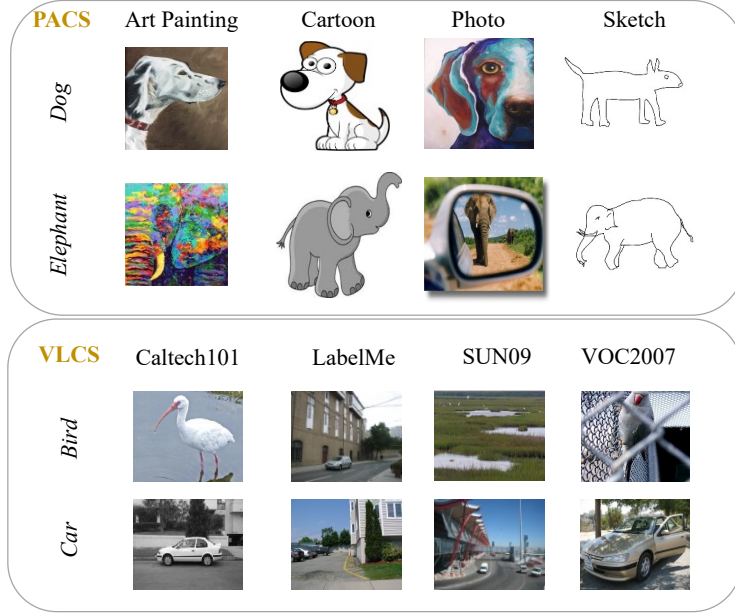 PACS Art Painting Cartoon Photo Sketch
Dog
Elephant
VLCS Caltech101 LabelMe SUN09 VOC2007
Bird
Car